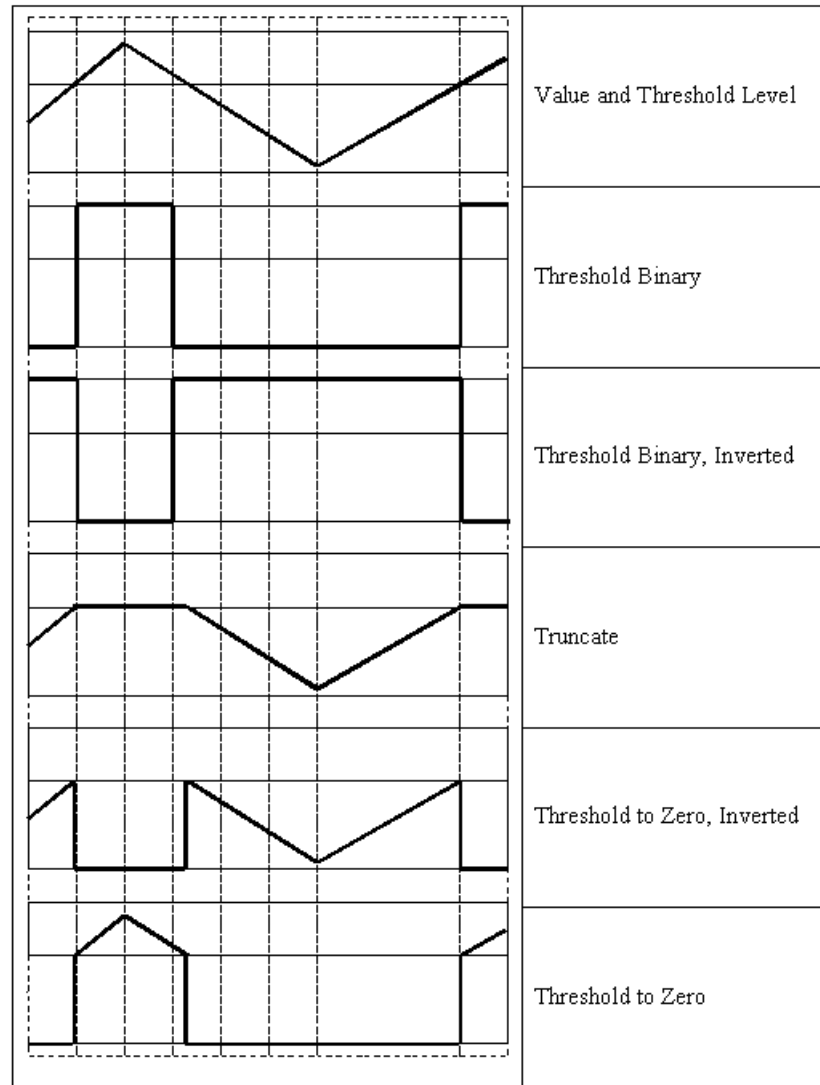 Value and Threshold Level
Threshold Binary
Threshold Binary, Inverted
Truncate
Threshold to Zero, Inverted
Threshold to Zero